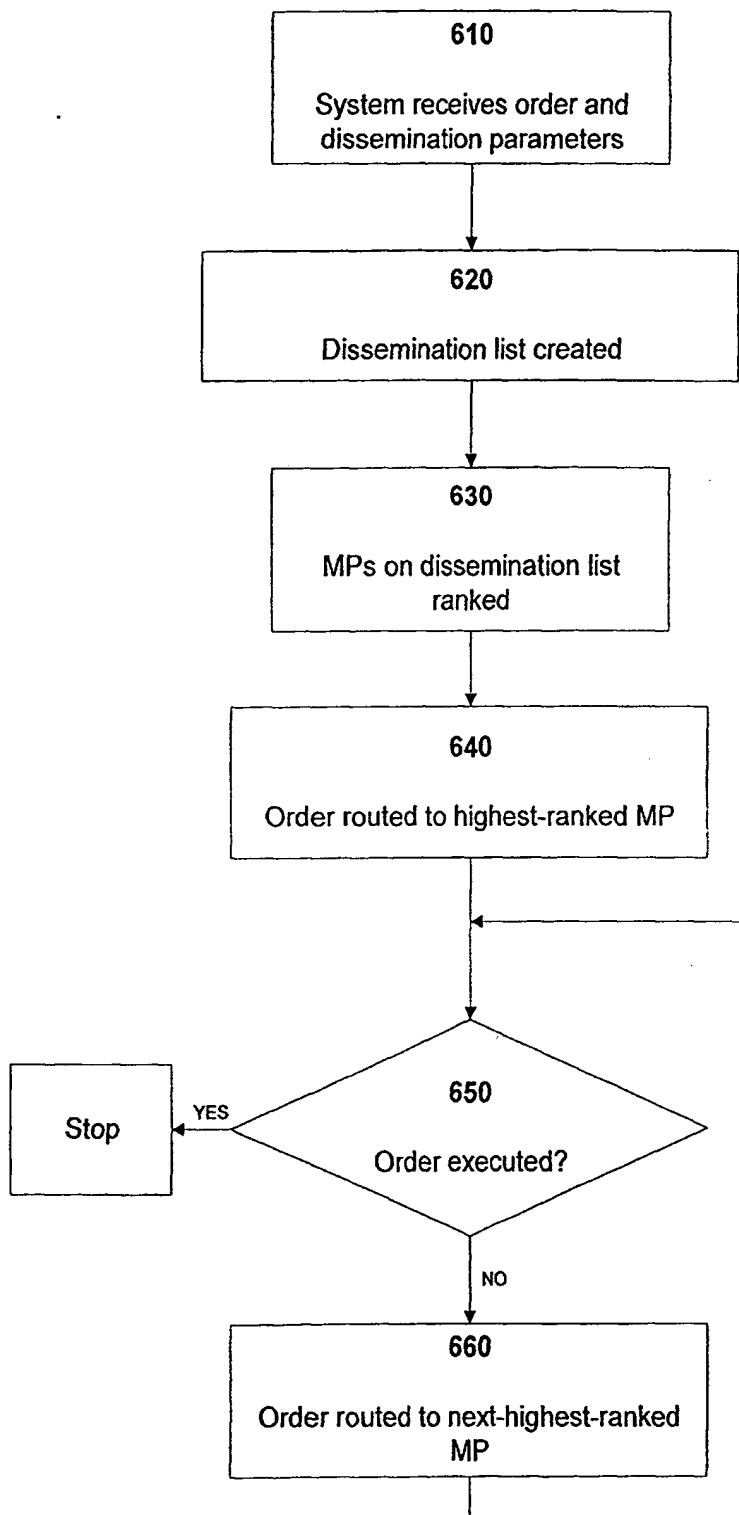 610
System receives order and
dissemination parameters
620
Dissemination list created
630
MPs on dissemination list
ranked
640
Order routed to highest-ranked MP
650
Order executed?
YES
Stop
NO
660
Order routed to next-highest-ranked
MP